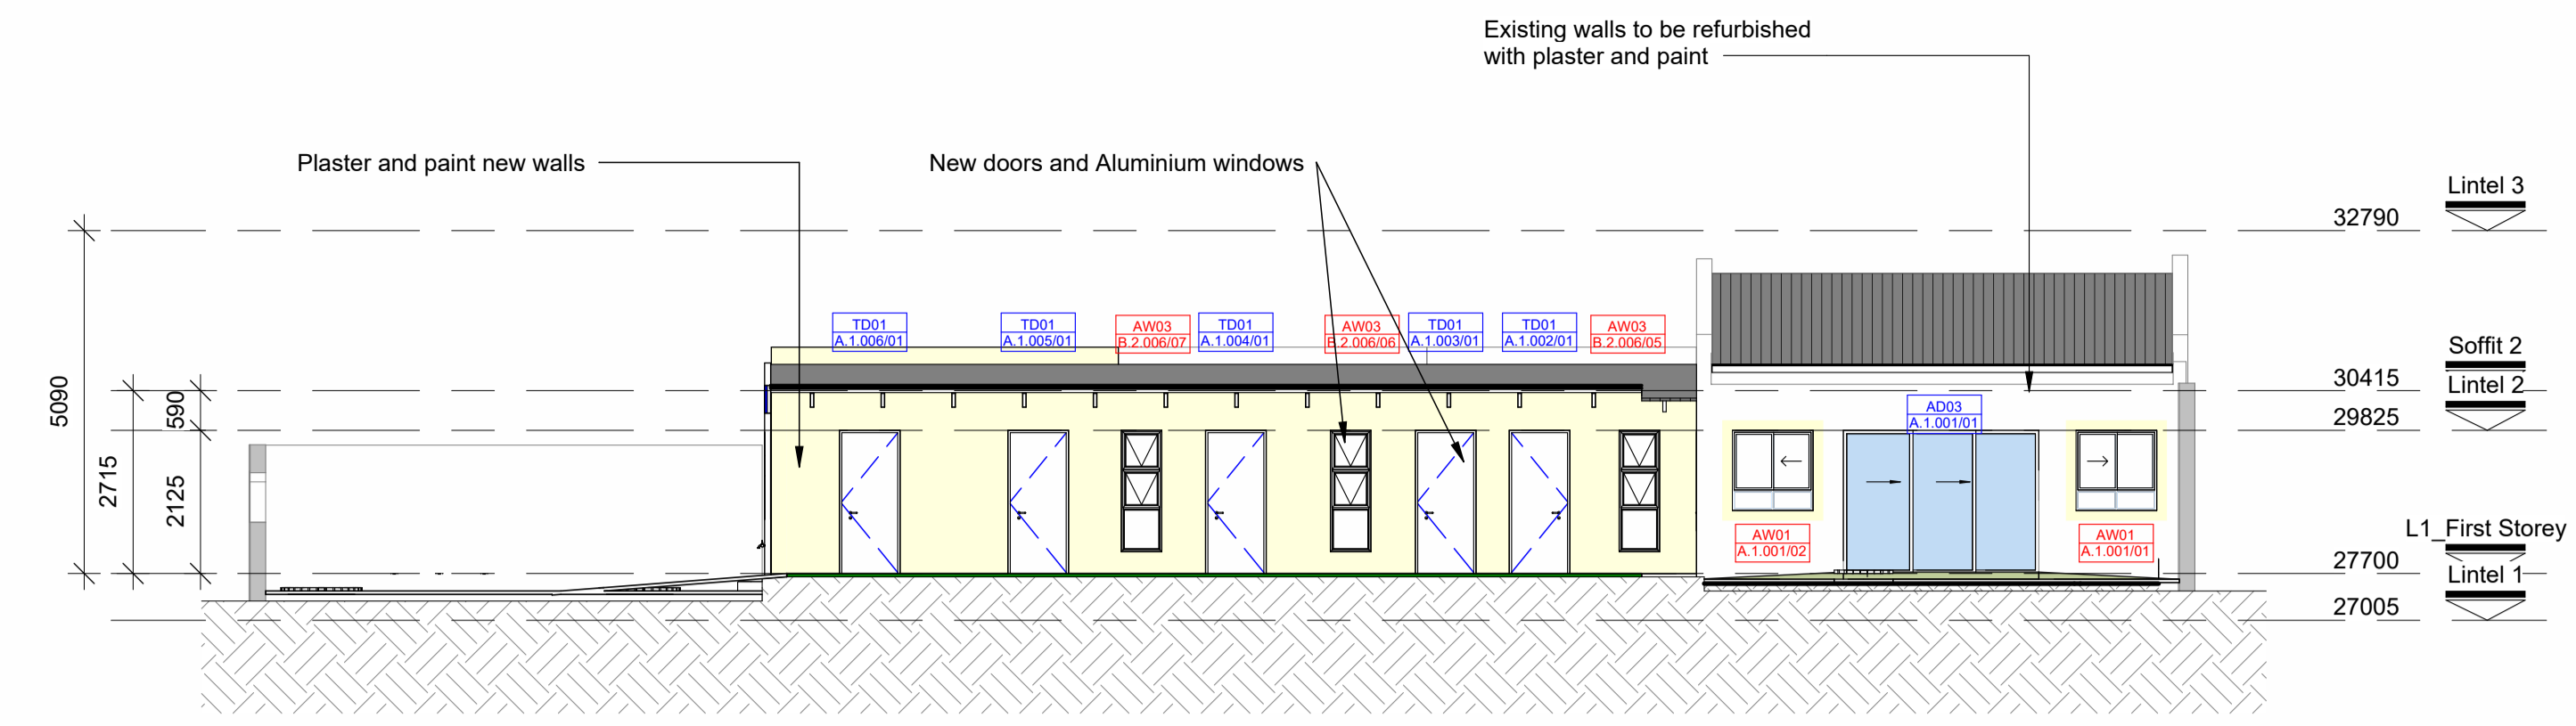 Existing walls to be refurbished
with plaster and paint
Plaster and paint new walls
New doors and Aluminium windows
Lintel 3
32790
TD01
A.1.006/01
TD01
A.1.005/01
AW03
B.2.006/07
TD01
A.1.004/01
AW03
B.2.006/06
TD01
A.1.003/01
TD01
A.1.002/01
AW03
B.2.006/05
Soffit 2
30415
Lintel 2
29825
AD03
A.1.001/01
5090
2715
590
2125
AW01
A.1.001/02
AW01
A.1.001/01
L1_First Storey
27700
Lintel 1
27005